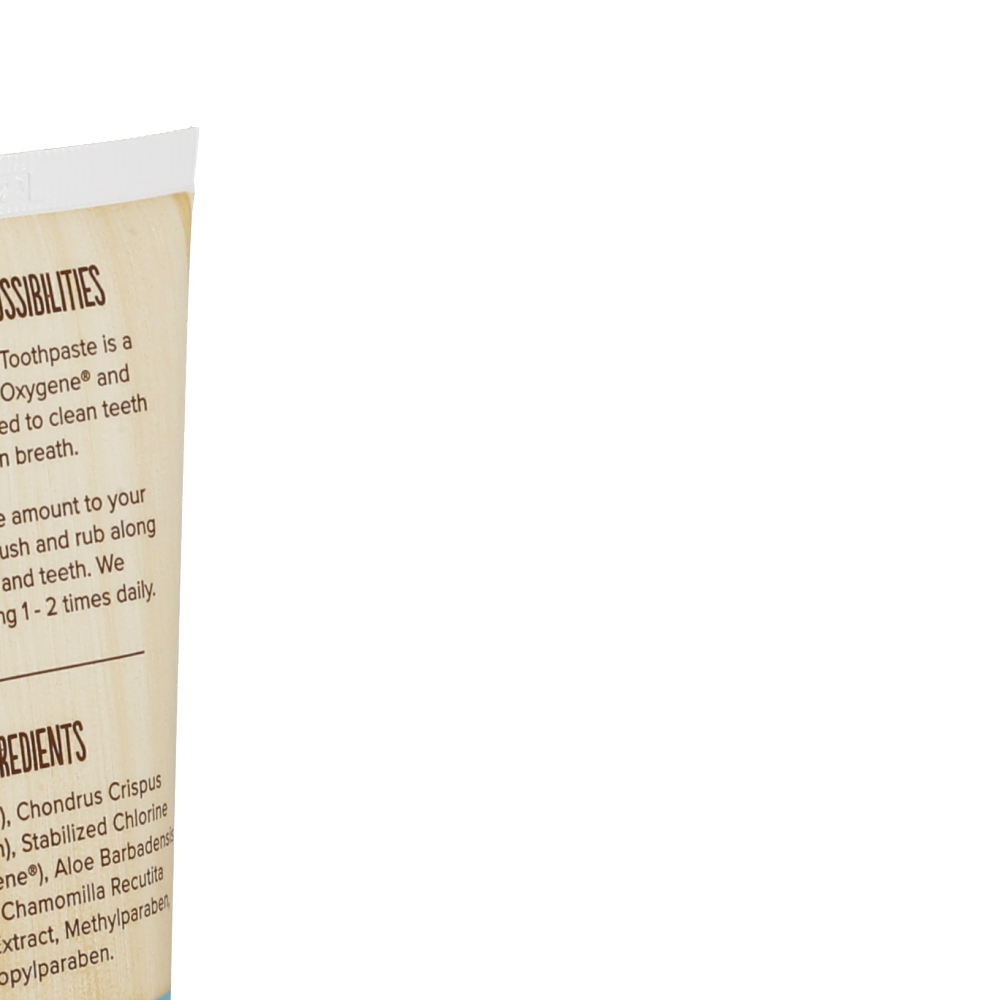 OSSIBILITIES
Toothpaste is a
Oxygene® and
ed to clean teeth
n breath.
e amount to your
ush and rub along
and teeth. We
ng 1 - 2 times daily.
REDIENTS
), Chondrus Crispus
n), Stabilized Chlorine
ene®), Aloe Barbadensis
Chamomilla Recutita
Extract, Methylparaben,
opylparaben.